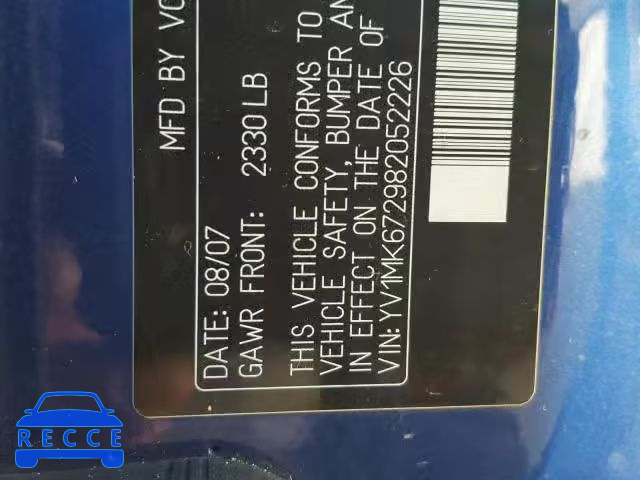 MFD BY VO
DATE: 08/07
GAWR FRONT: 2330 LB
THIS VEHICLE CONFORMS TO
VEHICLE SAFETY, BUMPER AN
IN EFFECT ON THE DATE OF
VIN: YV1MK672982052226
RECCE